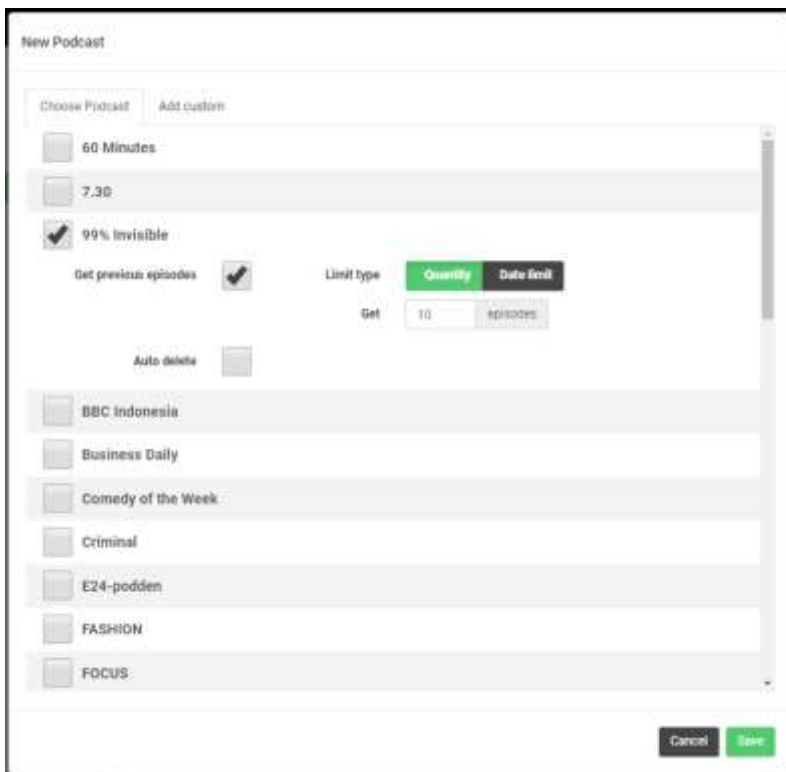 New Podcast
Choose Podcast Add custom
60 Minutes
7.30
99% Invisible
Get previous episodes Limit type Quantity Date limit
Get 10 episodes
Auto delete
BBC Indonesia
Business Daily
Comedy of the Week
Criminal
E24-podden
FASHION
FOCUS
Cancel Save